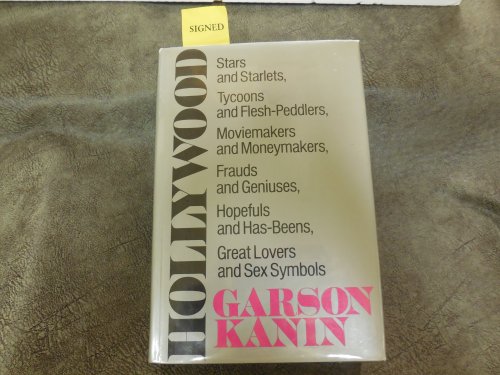 SIGNED
HOLLYWOOD
Stars
and Starlets,
Tycoons
and Flesh-Peddlers,
Moviemakers
and Moneymakers,
Frauds
and Geniuses,
Hopefuls
and Has-Beens,
Great Lovers
and Sex Symbols
GARSON
KANIN